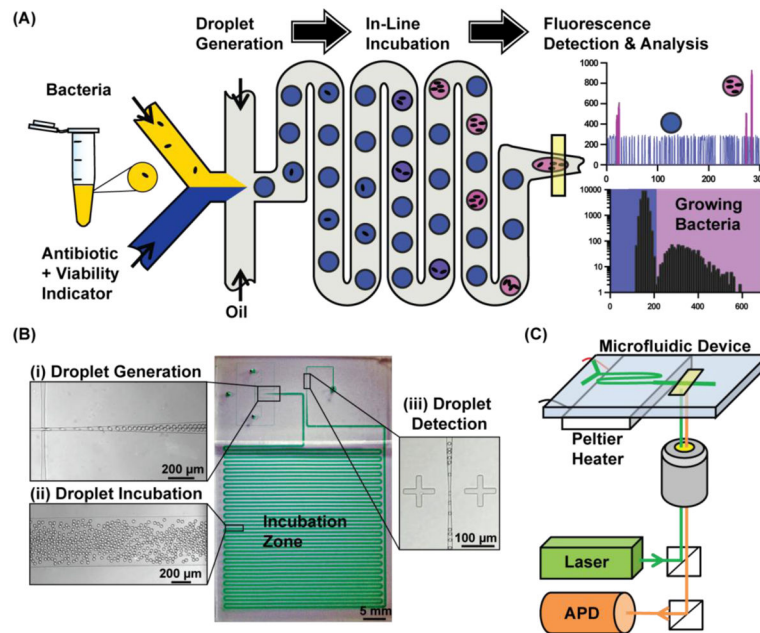 (A)
Droplet
Generation
In-Line
Incubation
Fluorescence
Detection & Analysis
Bacteria
Antibiotic
+ Viability
Indicator
Oil
1000
800
600
400
200
0
0 100 200 300
10000
1000
100
10
1
Growing
Bacteria
0 200 400 600
(B)
(i) Droplet Generation
200 µm
(ii) Droplet Incubation
200 µm
Incubation
Zone
5 mm
(iii) Droplet
Detection
100 µm
(C)
Microfluidic Device
Peltier
Heater
Laser
APD